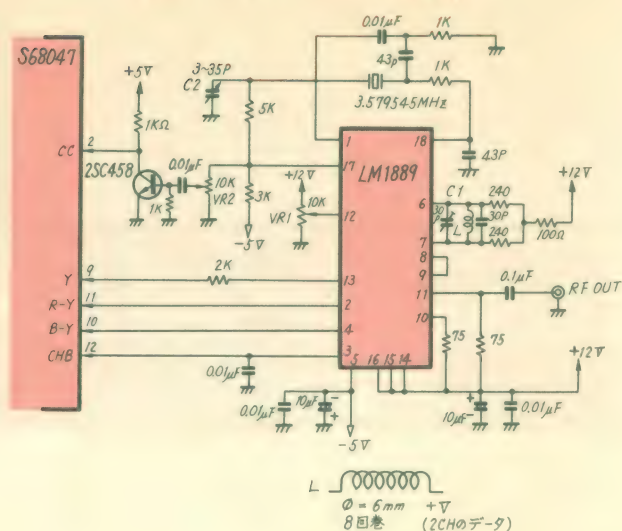 S68047
+5V
1KΩ
CC
2
2SC458
1K
0.01μF
10K
VR2
3~35P
C2
5K
3K
-5V
+12V
10K
VR1
0.01μF
1K
43p
1K
3.579545MHz
43P
LM1889
1
18
17
12
6
7
8
9
13
11
2
10
4
3
5
16
15
14
C1
30P
L
30P
240
240
100Ω
+12V
Y
9
2K
R-Y
11
B-Y
10
CHB
12
0.01μF
0.1μF
RF OUT
75
75
+12V
0.01μF
10μF
-
+
-5V
+
10μF
-
0.01μF
L
Φ=6mm
+V
8回巻
(2CHのデータ)